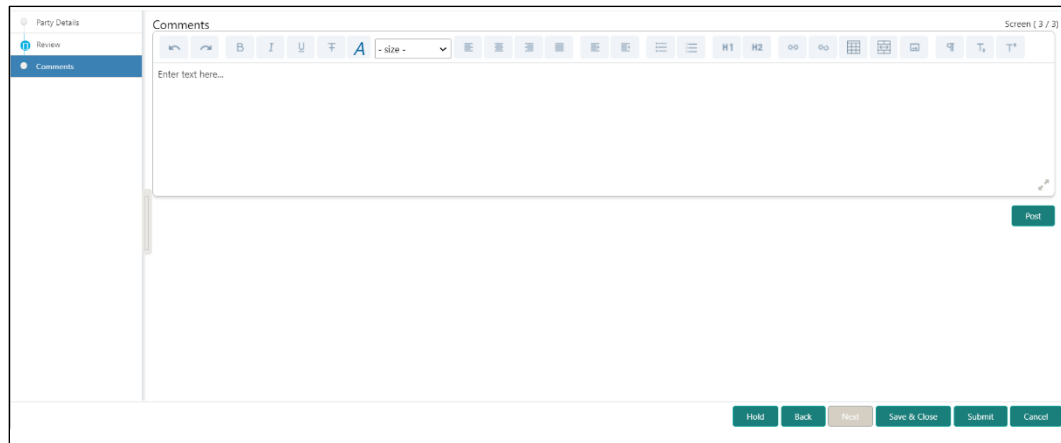 Party Details
Review
Comments
Comments
Screen ( 3 / 3)
B I U T A - size - H1 H2 ¶ T, T+
Enter text here...
Post
Hold Back Next Save & Close Submit Cancel